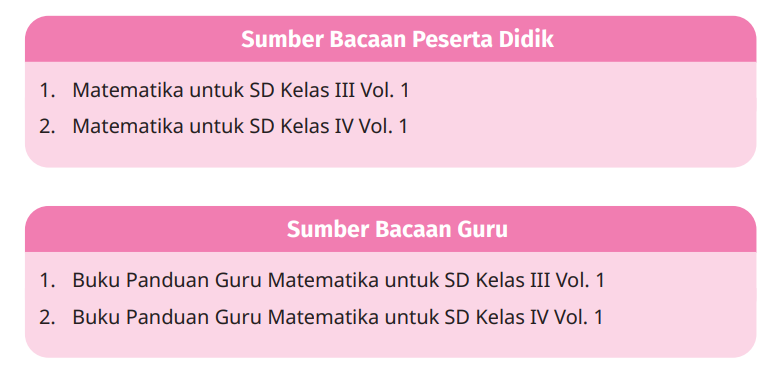 Sumber Bacaan Peserta Didik
1. Matematika untuk SD Kelas III Vol. 1
2. Matematika untuk SD Kelas IV Vol. 1
Sumber Bacaan Guru
1. Buku Panduan Guru Matematika untuk SD Kelas III Vol. 1
2. Buku Panduan Guru Matematika untuk SD Kelas IV Vol. 1